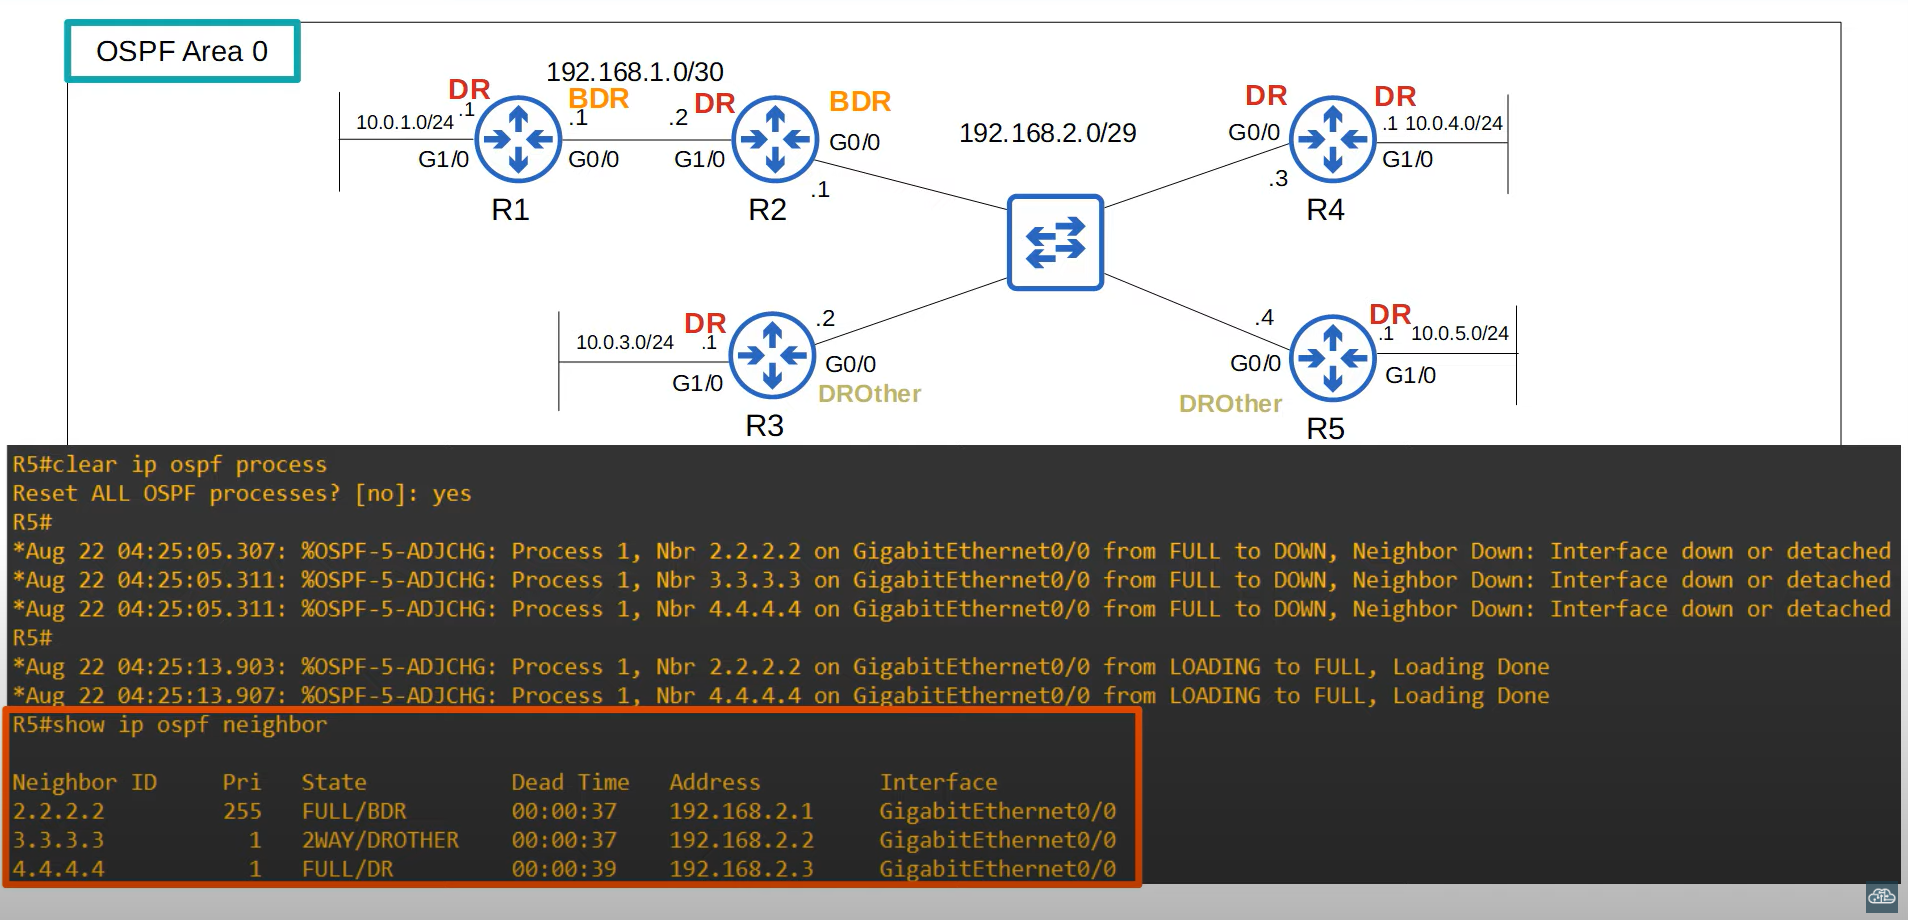 OSPF Area 0
192.168.1.0/30
DR
BDR
DR
BDR
DR
DR
10.0.1.0/24
.1
.1
.2
G0/0
192.168.2.0/29
G0/0
.1
10.0.4.0/24
G1/0
G0/0
G1/0
.1
.3
G1/0
R1
R2
R4
DR
.2
.4
DR
10.0.3.0/24
.1
.1
10.0.5.0/24
G1/0
G0/0
G0/0
G1/0
DROther
DROther
R3
R5
R5#clear ip ospf process
Reset ALL OSPF processes? [no]: yes
R5#
*Aug 22 04:25:05.307: %OSPF-5-ADJCHG: Process 1, Nbr 2.2.2.2 on GigabitEthernet0/0 from FULL to DOWN, Neighbor Down: Interface down or detached
*Aug 22 04:25:05.311: %OSPF-5-ADJCHG: Process 1, Nbr 3.3.3.3 on GigabitEthernet0/0 from FULL to DOWN, Neighbor Down: Interface down or detached
*Aug 22 04:25:05.311: %OSPF-5-ADJCHG: Process 1, Nbr 4.4.4.4 on GigabitEthernet0/0 from FULL to DOWN, Neighbor Down: Interface down or detached
R5#
*Aug 22 04:25:13.903: %OSPF-5-ADJCHG: Process 1, Nbr 2.2.2.2 on GigabitEthernet0/0 from LOADING to FULL, Loading Done
*Aug 22 04:25:13.907: %OSPF-5-ADJCHG: Process 1, Nbr 4.4.4.4 on GigabitEthernet0/0 from LOADING to FULL, Loading Done
R5#show ip ospf neighbor
Neighbor ID Pri State Dead Time Address Interface
2.2.2.2 255 FULL/BDR 00:00:37 192.168.2.1 GigabitEthernet0/0
3.3.3.3 1 2WAY/DROTHER 00:00:37 192.168.2.2 GigabitEthernet0/0
4.4.4.4 1 FULL/DR 00:00:39 192.168.2.3 GigabitEthernet0/0